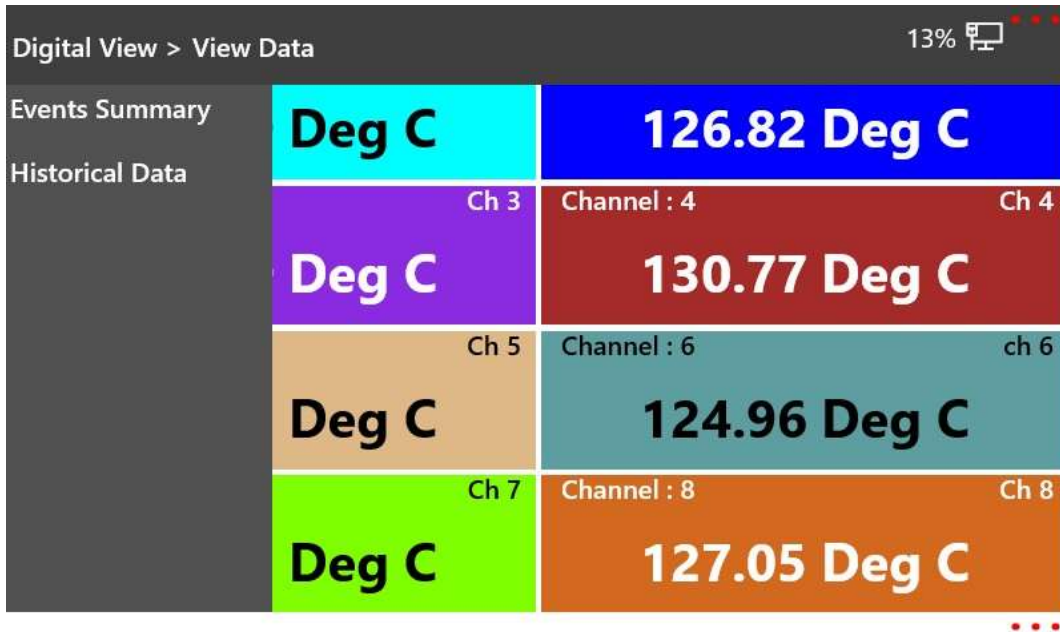 Digital View > View Data
13%
Events Summary
Historical Data
Deg C
126.82 Deg C
Ch 3
Channel : 4
Ch 4
Deg C
130.77 Deg C
Ch 5
Channel : 6
ch 6
Deg C
124.96 Deg C
Ch 7
Channel : 8
Ch 8
Deg C
127.05 Deg C